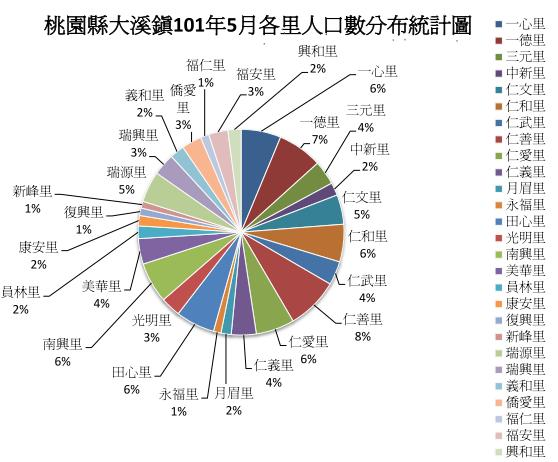 桃園縣大溪鎮101年5月各里人口數分布統計圖
一心里
6%
一德里
7%
三元里
4%
中新里
2%
仁文里
5%
仁和里
6%
仁武里
4%
仁善里
8%
仁愛里
6%
仁義里
4%
月眉里
2%
永福里
1%
田心里
6%
光明里
3%
南興里
6%
美華里
4%
員林里
2%
康安里
2%
復興里
1%
新峰里
1%
瑞源里
5%
瑞興里
3%
義和里
2%
僑愛
里
3%
福仁里
1%
福安里
3%
興和里
2%
一心里
一德里
三元里
中新里
仁文里
仁和里
仁武里
仁善里
仁愛里
仁義里
月眉里
永福里
田心里
光明里
南興里
美華里
員林里
康安里
復興里
新峰里
瑞源里
瑞興里
義和里
僑愛里
福仁里
福安里
興和里